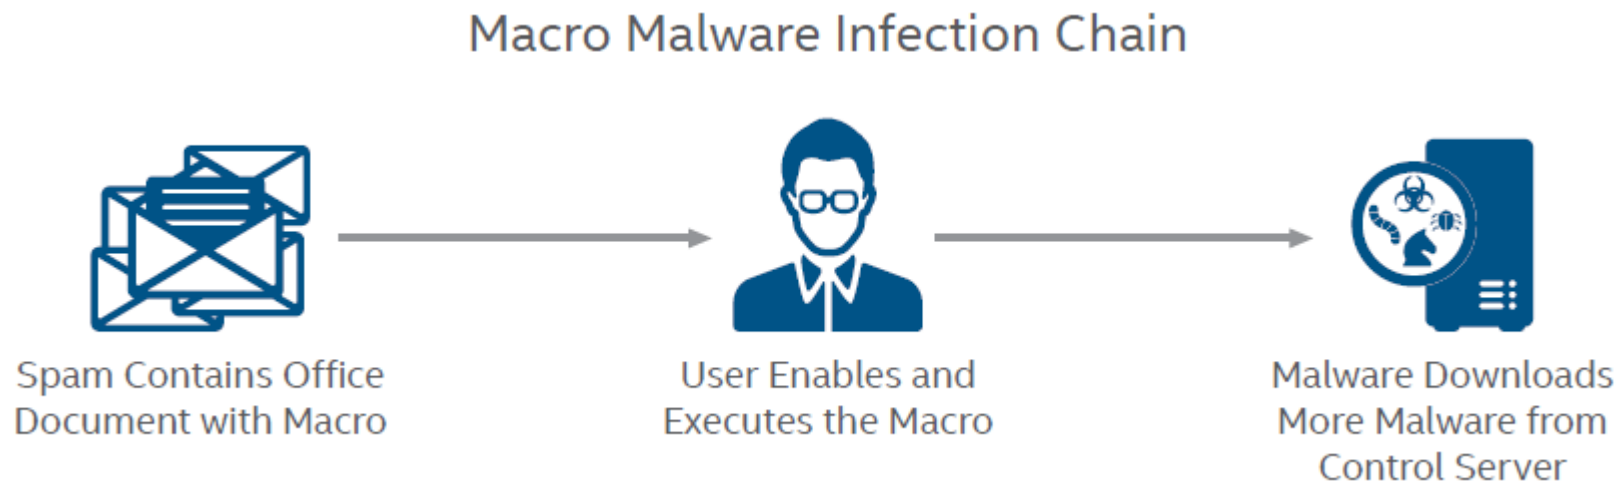 Macro Malware Infection Chain
Spam Contains Office
Document with Macro
User Enables and
Executes the Macro
Malware Downloads
More Malware from
Control Server